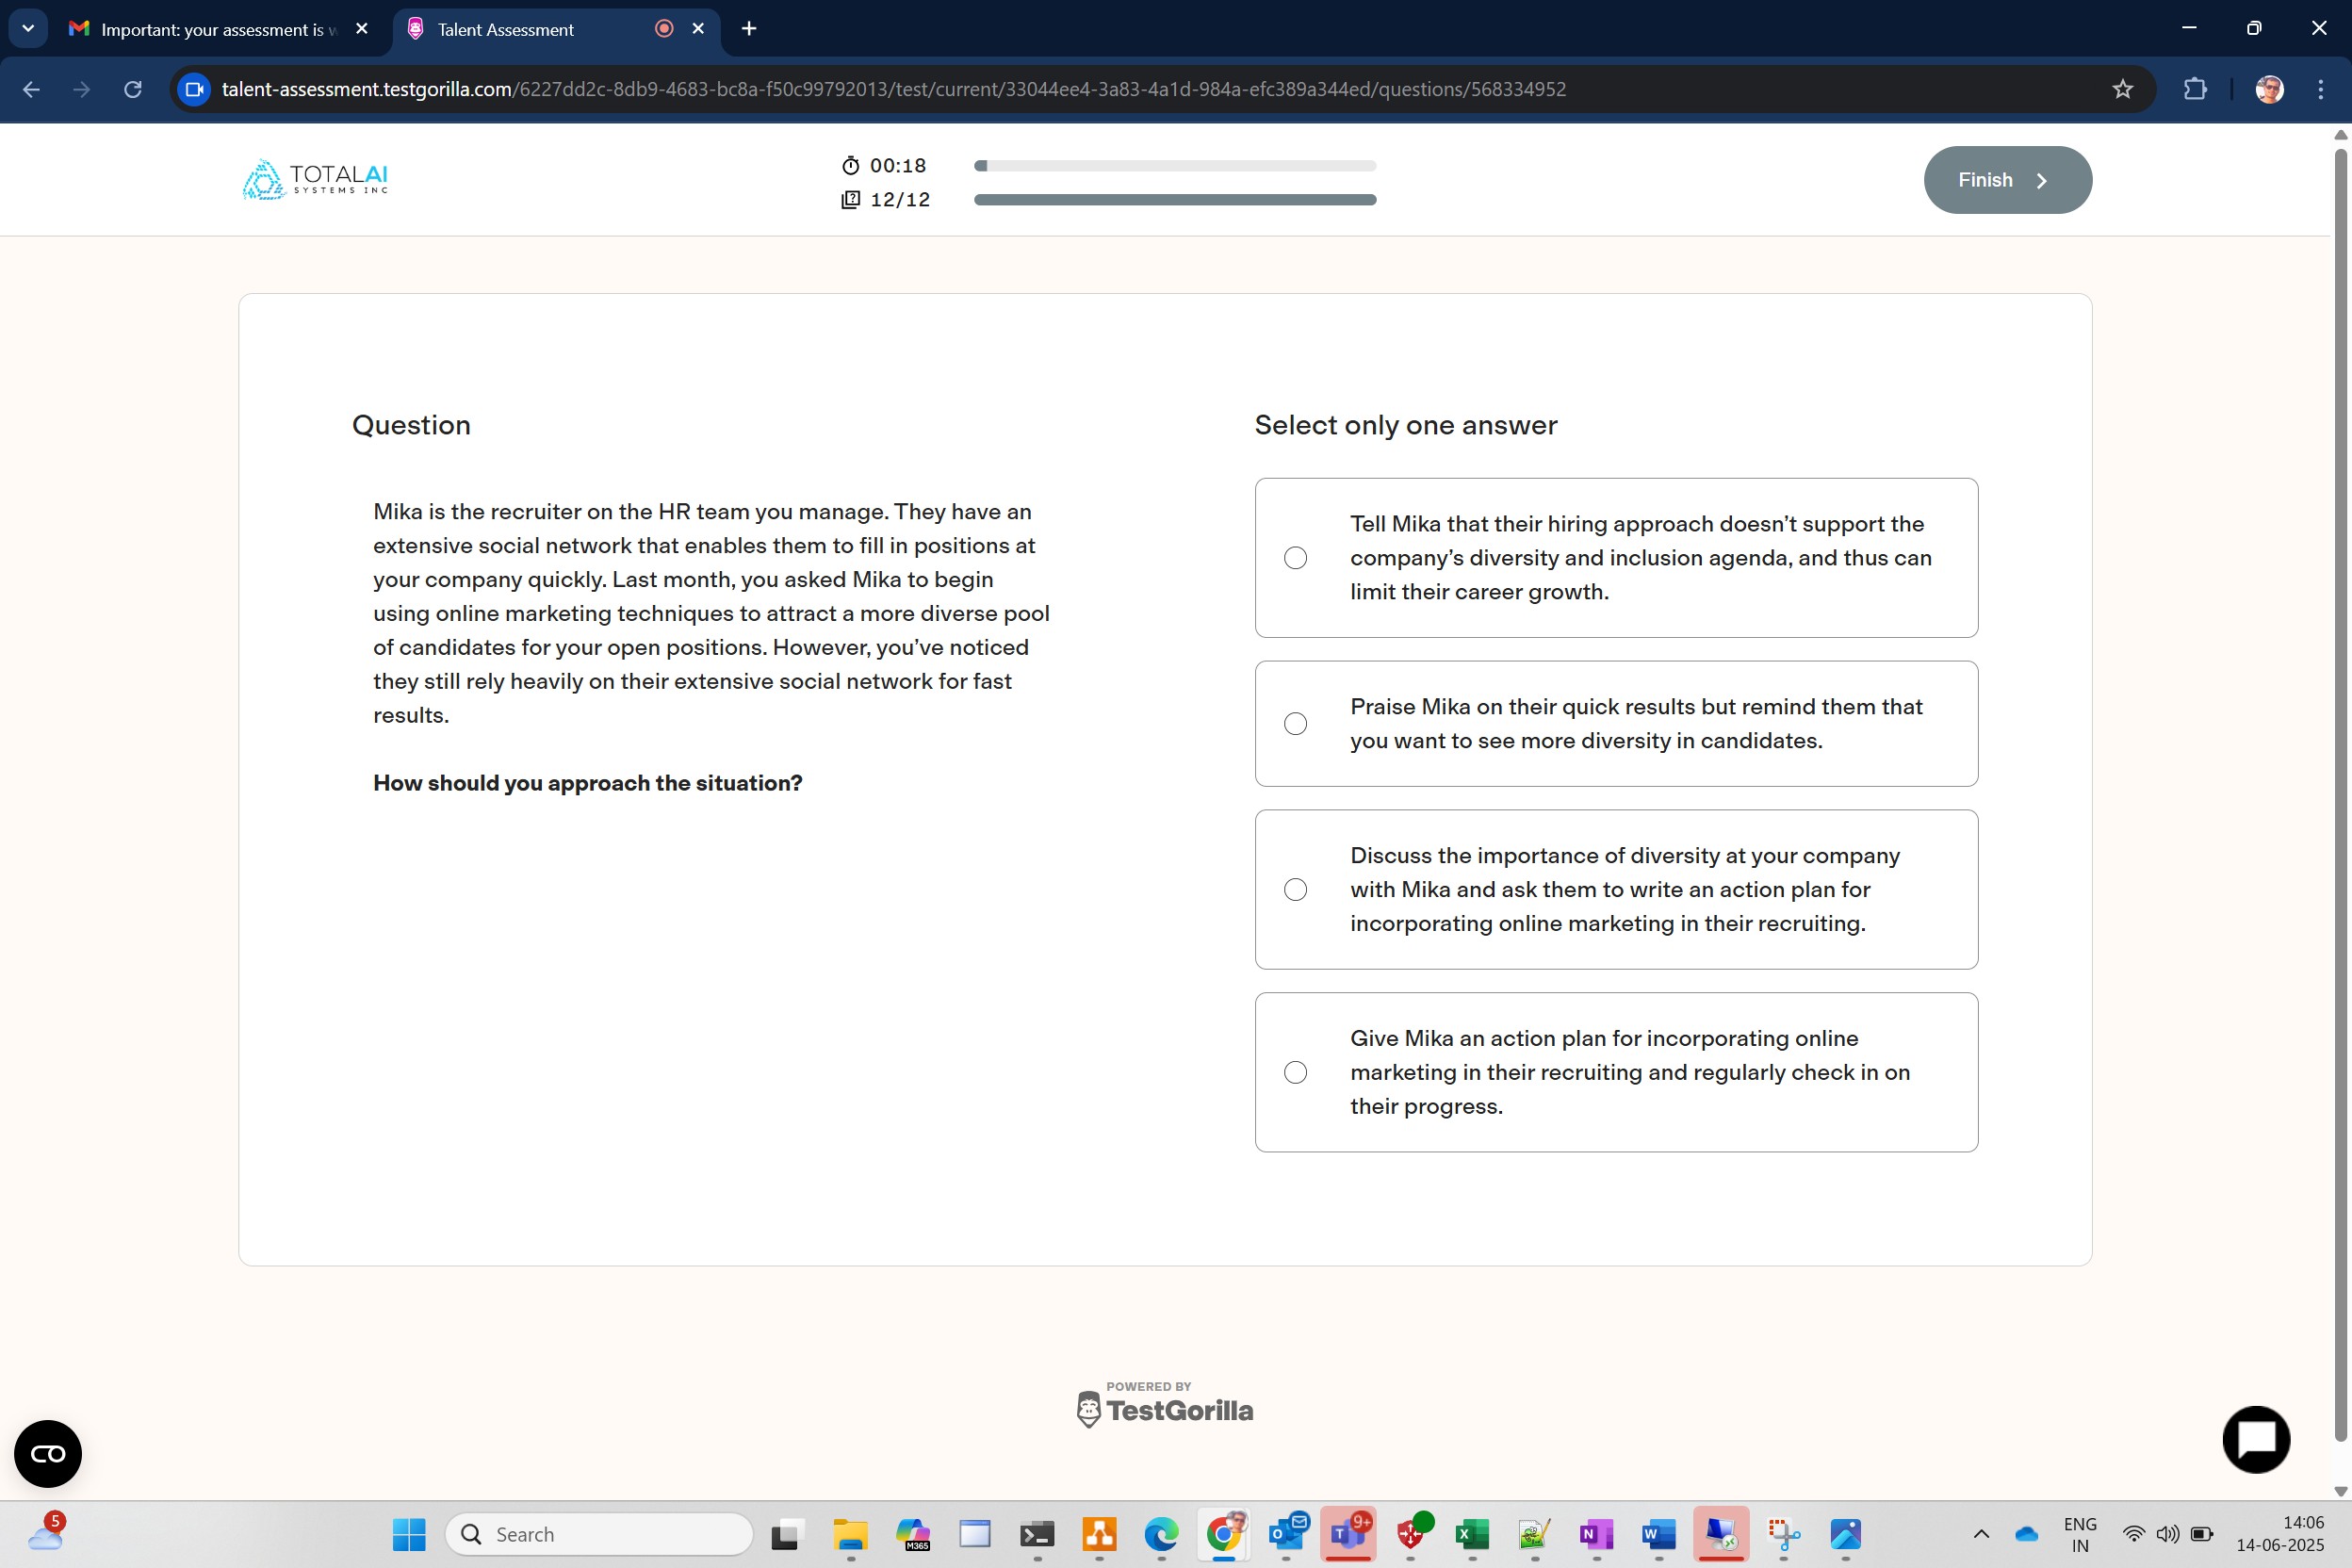 Important: your assessment is w
Talent Assessment
talent-assessment.testgorilla.com/6227dd2c-8db9-4683-bc8a-f50c99792013/test/current/33044ee4-3a83-4a1d-984a-efc389a344ed/questions/568334952
TOTALAI
SYSTEMS INC
00:18
12/12
Finish
Question
Mika is the recruiter on the HR team you manage. They have an
extensive social network that enables them to fill in positions at
your company quickly. Last month, you asked Mika to begin
using online marketing techniques to attract a more diverse pool
of candidates for your open positions. However, you’ve noticed
they still rely heavily on their extensive social network for fast
results.
How should you approach the situation?
Select only one answer
Tell Mika that their hiring approach doesn’t support the
company’s diversity and inclusion agenda, and thus can
limit their career growth.
Praise Mika on their quick results but remind them that
you want to see more diversity in candidates.
Discuss the importance of diversity at your company
with Mika and ask them to write an action plan for
incorporating online marketing in their recruiting.
Give Mika an action plan for incorporating online
marketing in their recruiting and regularly check in on
their progress.
POWERED BY
TestGorilla
5
Search
M365
9+
ENG
IN
14:06
14-06-2025